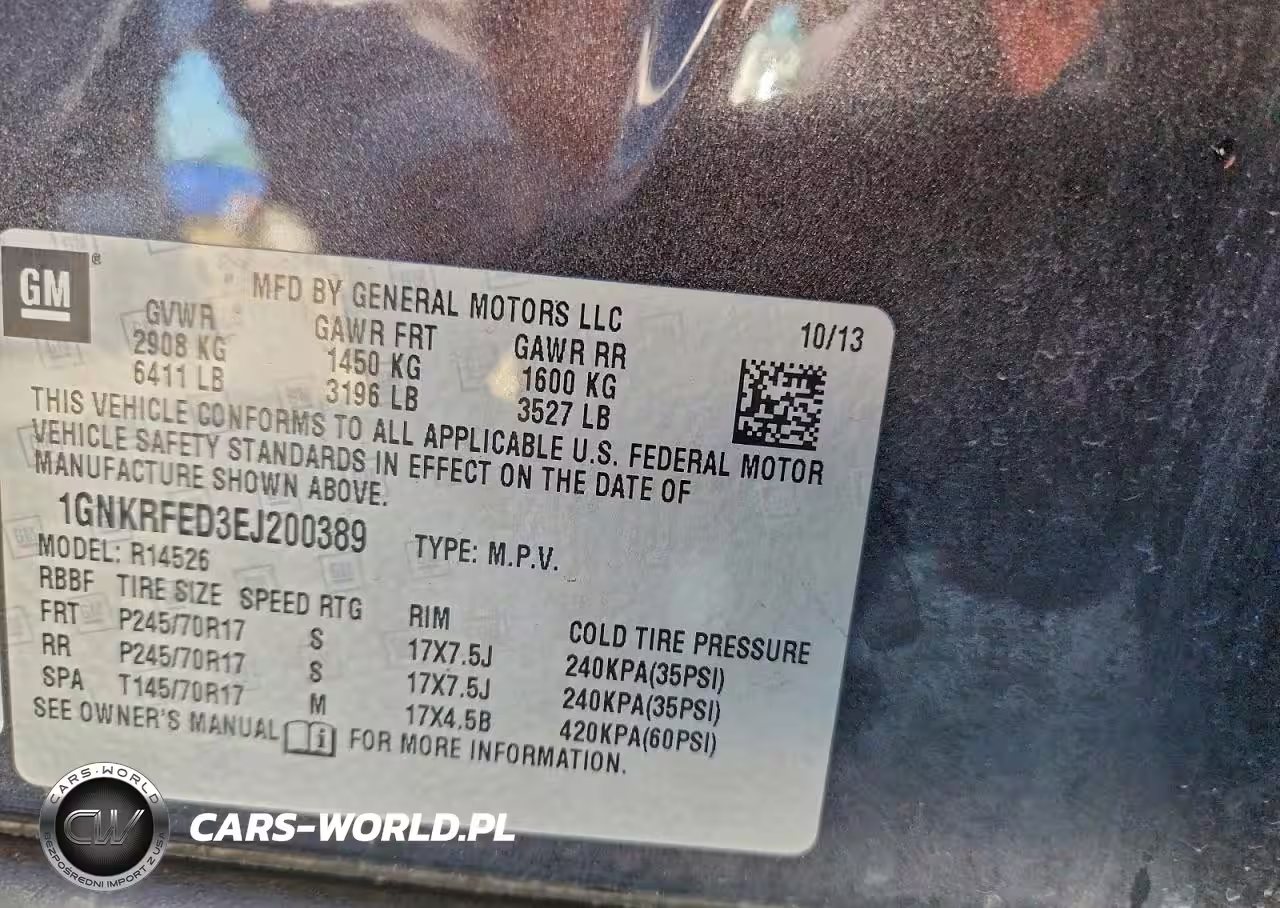 GM ®
MFD BY GENERAL MOTORS LLC
10/13
GVWR GAWR FRT GAWR RR
2908 KG 1450 KG 1600 KG
6411 LB 3196 LB 3527 LB
THIS VEHICLE CONFORMS TO ALL APPLICABLE U.S. FEDERAL MOTOR
VEHICLE SAFETY STANDARDS IN EFFECT ON THE DATE OF
MANUFACTURE SHOWN ABOVE.
1GNKRFED3EJ200389 TYPE: M.P.V.
MODEL: R14526
RBBF TIRE SIZE SPEED RTG RIM COLD TIRE PRESSURE
FRT P245/70R17 S 17X7.5J 240KPA(35PSI)
RR P245/70R17 S 17X7.5J 240KPA(35PSI)
SPA T145/70R17 M 17X4.5B 420KPA(60PSI)
SEE OWNER'S MANUAL i FOR MORE INFORMATION.
CARS-WORLD
CW
BEZPOŚREDNI IMPORT Z USA
CARS-WORLD.PL